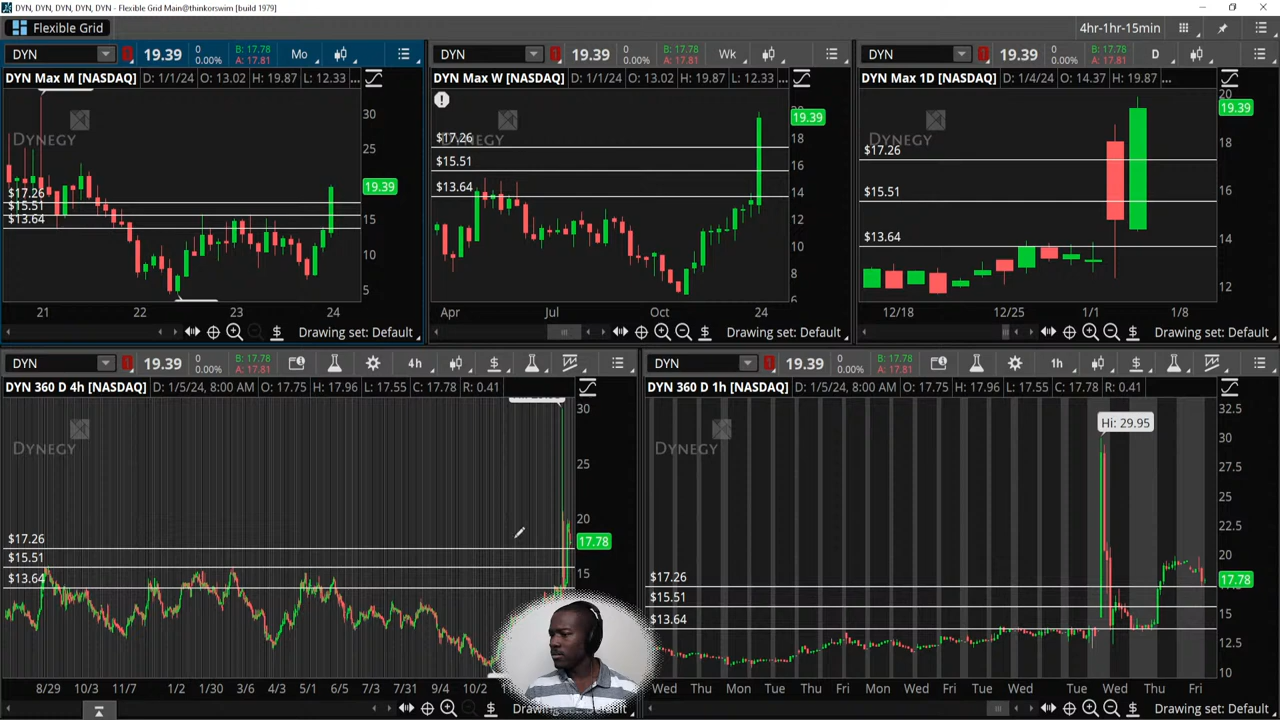 DYN, DYN, DYN, DYN, DYN - Flexible Grid Main@thinkorswim [build 1979]
Flexible Grid
4hr-1hr-15min
DYN 19.39 0 0.00% B: 17.78 A: 17.81 Mo
DYN Max M [NASDAQ] D: 1/1/24 O: 13.02 H: 19.87 L: 12.33 ...
DYNEGY
$17.26
$15.51
$13.64
30
25
19.39
15
10
5
21 22 23 24
Drawing set: Default
DYN 19.39 0 0.00% B: 17.78 A: 17.81 Wk
DYN Max W [NASDAQ] D: 1/1/24 O: 13.02 H: 19.87 L: 12.33 ...
DYNEGY
$17.26
$15.51
$13.64
19.39
18
16
14
12
10
8
6
Apr Jul Oct 24
Drawing set: Default
DYN 19.39 0 0.00% B: 17.78 A: 17.81 D
DYN Max 1D [NASDAQ] D: 1/4/24 O: 14.37 H: 19.87 ...
DYNEGY
$17.26
$15.51
$13.64
20
19.39
18
16
14
12
12/18 12/25 1/1 1/8
Drawing set: Default
DYN 19.39 0 0.00% B: 17.78 A: 17.81 4h
DYN 360 D 4h [NASDAQ] D: 1/5/24, 8:00 AM O: 17.75 H: 17.96 L: 17.55 C: 17.78 R: 0.41
DYNEGY
$17.26
$15.51
$13.64
30
25
20
17.78
15
8/29 10/3 11/7 1/2 1/30 3/6 4/3 5/1 6/5 7/3 7/31 9/4 10/2
Drawing set: Default
DYN 19.39 0 0.00% B: 17.78 A: 17.81 1h
DYN 360 D 1h [NASDAQ] D: 1/5/24, 8:00 AM O: 17.75 H: 17.96 L: 17.55 C: 17.78 R: 0.41
DYNEGY
Hi: 29.95
$17.26
$15.51
$13.64
32.5
30
27.5
25
22.5
20
17.78
15
12.5
10
Wed Thu Mon Tue Thu Fri Mon Wed Thu Fri Wed Tue Wed Thu Fri
Drawing set: Default